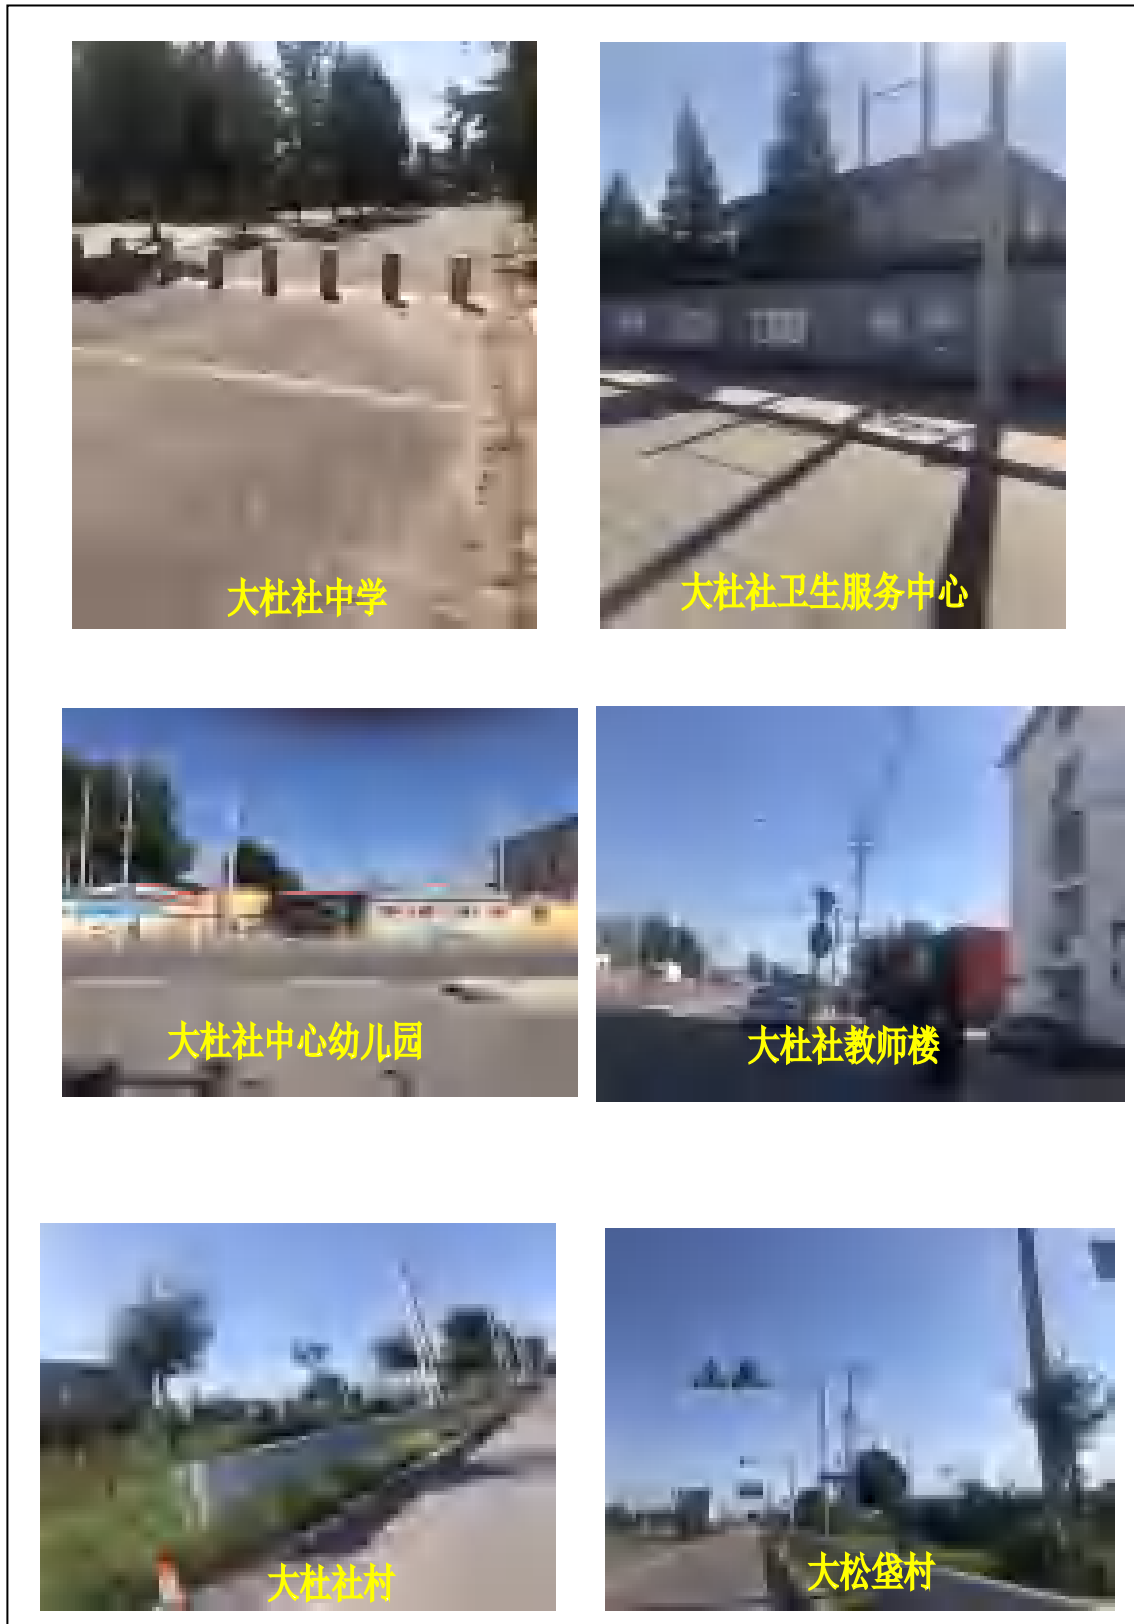 大杜社中学
大杜社卫生服务中心
大杜社中心幼儿园
大杜社教师楼
大杜社村
大松垡村